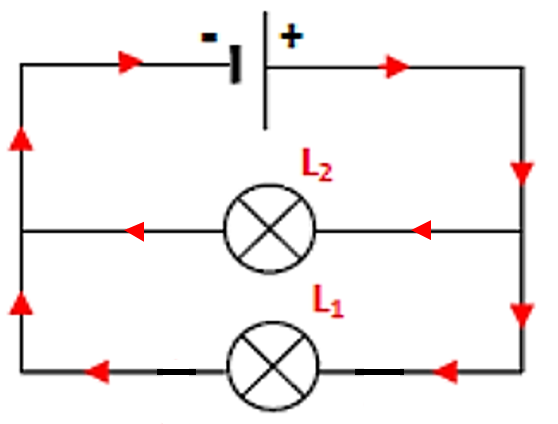 - +
L₂
L₁